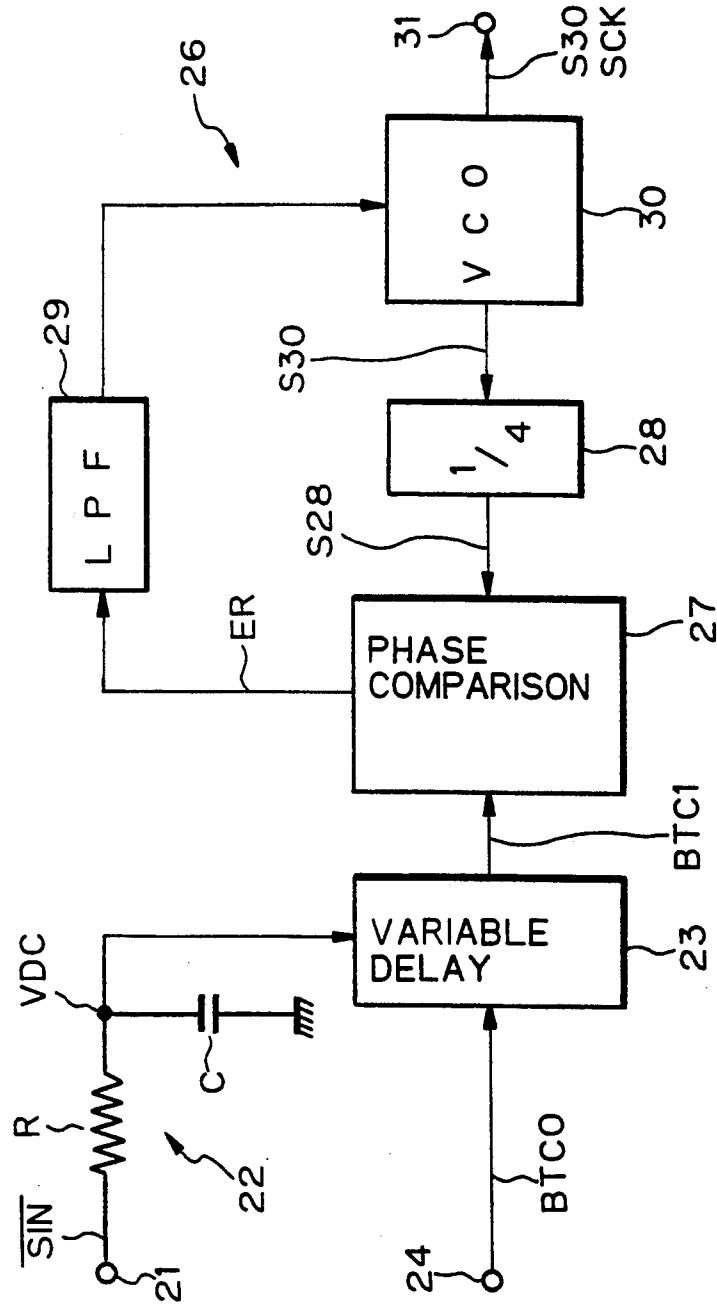 26
29
L P F
31
S30
SCK
V C O
30
S30
1/4
28
S28
ER
PHASE
COMPARISON
27
BTC1
VDC
VARIABLE
DELAY
23
R
C
22
SIN
21
BTC0
24